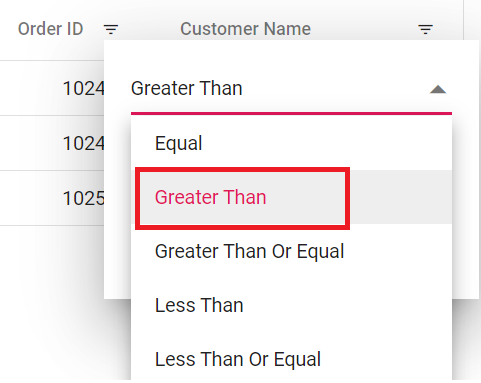 Order ID Customer Name
1024 Greater Than
Equal
1024
Greater Than
1025
Greater Than Or Equal
Less Than
Less Than Or Equal